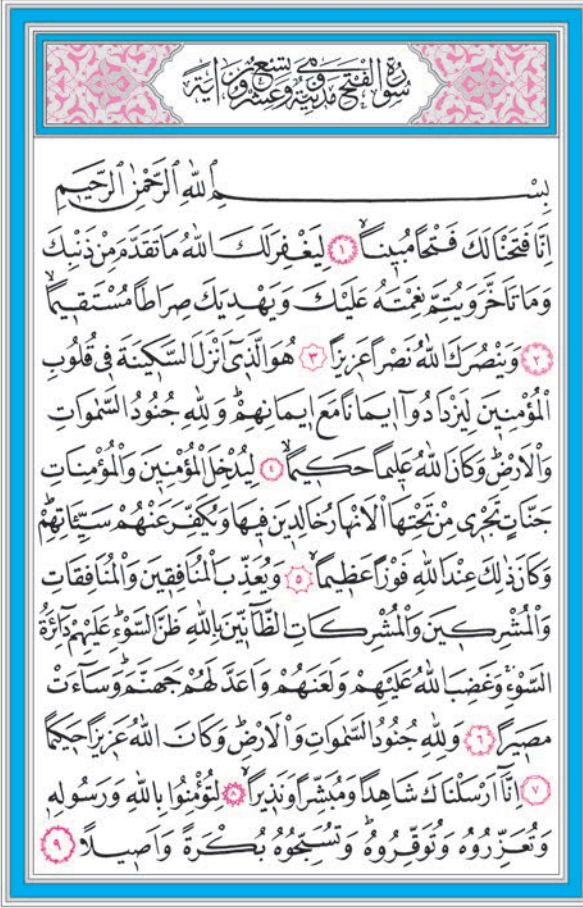 سُورَةُ الْفَتْحِ مَدَنِيَّةٌ وَهِيَ تِسْعٌ وَعِشْرُونَ اٰيَةً
بِسْمِ اللّٰهِ الرَّحْمٰنِ الرَّحٖيمِ
اِنَّا فَتَحْنَا لَكَ فَتْحًا مُبٖينًاۙ ﴿١﴾ لِيَغْفِرَ لَكَ اللّٰهُ مَا تَقَدَّمَ مِنْ ذَنْبِكَ
وَمَا تَاَخَّرَ وَيُتِمَّ نِعْمَتَهُ عَلَيْكَ وَيَهْدِيَكَ صِرَاطًا مُسْتَقٖيمًاۙ
﴿٢﴾ وَيَنْصُرَكَ اللّٰهُ نَصْرًا عَزٖيزًا ﴿٣﴾ هُوَ الَّذٖٓى اَنْزَلَ السَّكٖينَةَ فٖى قُلُوبِ
الْمُؤْمِنٖينَ لِيَزْدَادُٓوا اٖيمَانًا مَعَ اٖيمَانِهِمْؕ وَلِلّٰهِ جُنُودُ السَّمٰوَاتِ
وَالْاَرْضِؕ وَكَانَ اللّٰهُ عَلٖيمًا حَكٖيمًاۙ ﴿٤﴾ لِيُدْخِلَ الْمُؤْمِنٖينَ وَالْمُؤْمِنَاتِ
جَنَّاتٍ تَجْرٖى مِنْ تَحْتِهَا الْاَنْهَارُ خَالِدٖينَ فٖيهَا وَيُكَفِّرَ عَنْهُمْ سَيِّـَٔاتِهِمْؕ
وَكَانَ ذٰلِكَ عِنْدَ اللّٰهِ فَوْزًا عَظٖيمًاۙ ﴿٥﴾ وَيُعَذِّبَ الْمُنَافِقٖينَ وَالْمُنَافِقَاتِ
وَالْمُشْرِكٖينَ وَالْمُشْرِكَاتِ الظَّٓانّٖينَ بِاللّٰهِ ظَنَّ السَّوْءِؕ عَلَيْهِمْ دَٓائِرَةُ
السَّوْءِۚ وَغَضِبَ اللّٰهُ عَلَيْهِمْ وَلَعَنَهُمْ وَاَعَدَّ لَهُمْ جَهَنَّمَؕ وَسَٓاءَتْ
مَصٖيرًا ﴿٦﴾ وَلِلّٰهِ جُنُودُ السَّمٰوَاتِ وَالْاَرْضِؕ وَكَانَ اللّٰهُ عَزٖيزًا حَكٖيمًا
﴿٧﴾ اِنَّٓا اَرْسَلْنَاكَ شَاهِدًا وَمُبَشِّرًا وَنَذٖيرًاۙ ﴿٨﴾ لِتُؤْمِنُوا بِاللّٰهِ وَرَسُولِهٖ
وَتُعَزِّرُوهُ وَتُوَقِّرُوهُؕ وَتُسَبِّحُوهُ بُكْرَةً وَاَصٖيلًا ﴿٩﴾